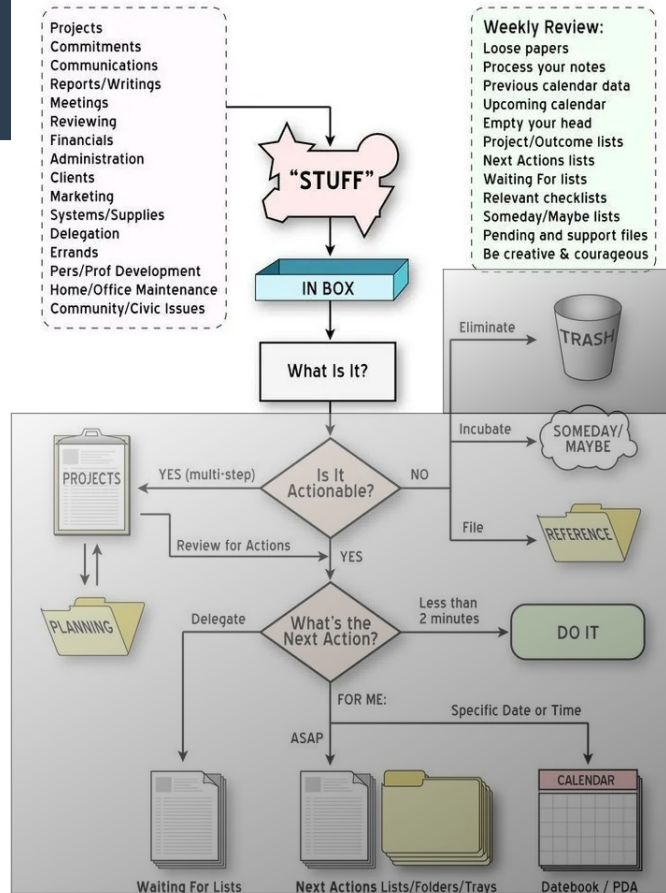 Projects
Commitments
Communications
Reports/Writings
Meetings
Reviewing
Financials
Administration
Clients
Marketing
Systems/Supplies
Delegation
Errands
Pers/Prof Development
Home/Office Maintenance
Community/Civic Issues
Weekly Review:
Loose papers
Process your notes
Previous calendar data
Upcoming calendar
Empty your head
Project/Outcome lists
Next Actions lists
Waiting For lists
Relevant checklists
Someday/Maybe lists
Pending and support files
Be creative & courageous
"STUFF"
IN BOX
What Is It?
Eliminate
TRASH
Incubate
SOMEDAY/
MAYBE
File
REFERENCE
Is It
Actionable?
NO
YES (multi-step)
PROJECTS
Review for Actions
YES
PLANNING
What's the
Next Action?
Delegate
Less than
2 minutes
DO IT
FOR ME:
ASAP
Specific Date or Time
CALENDAR
Waiting For Lists
Next Actions Lists/Folders/Trays
Datebook / PDA